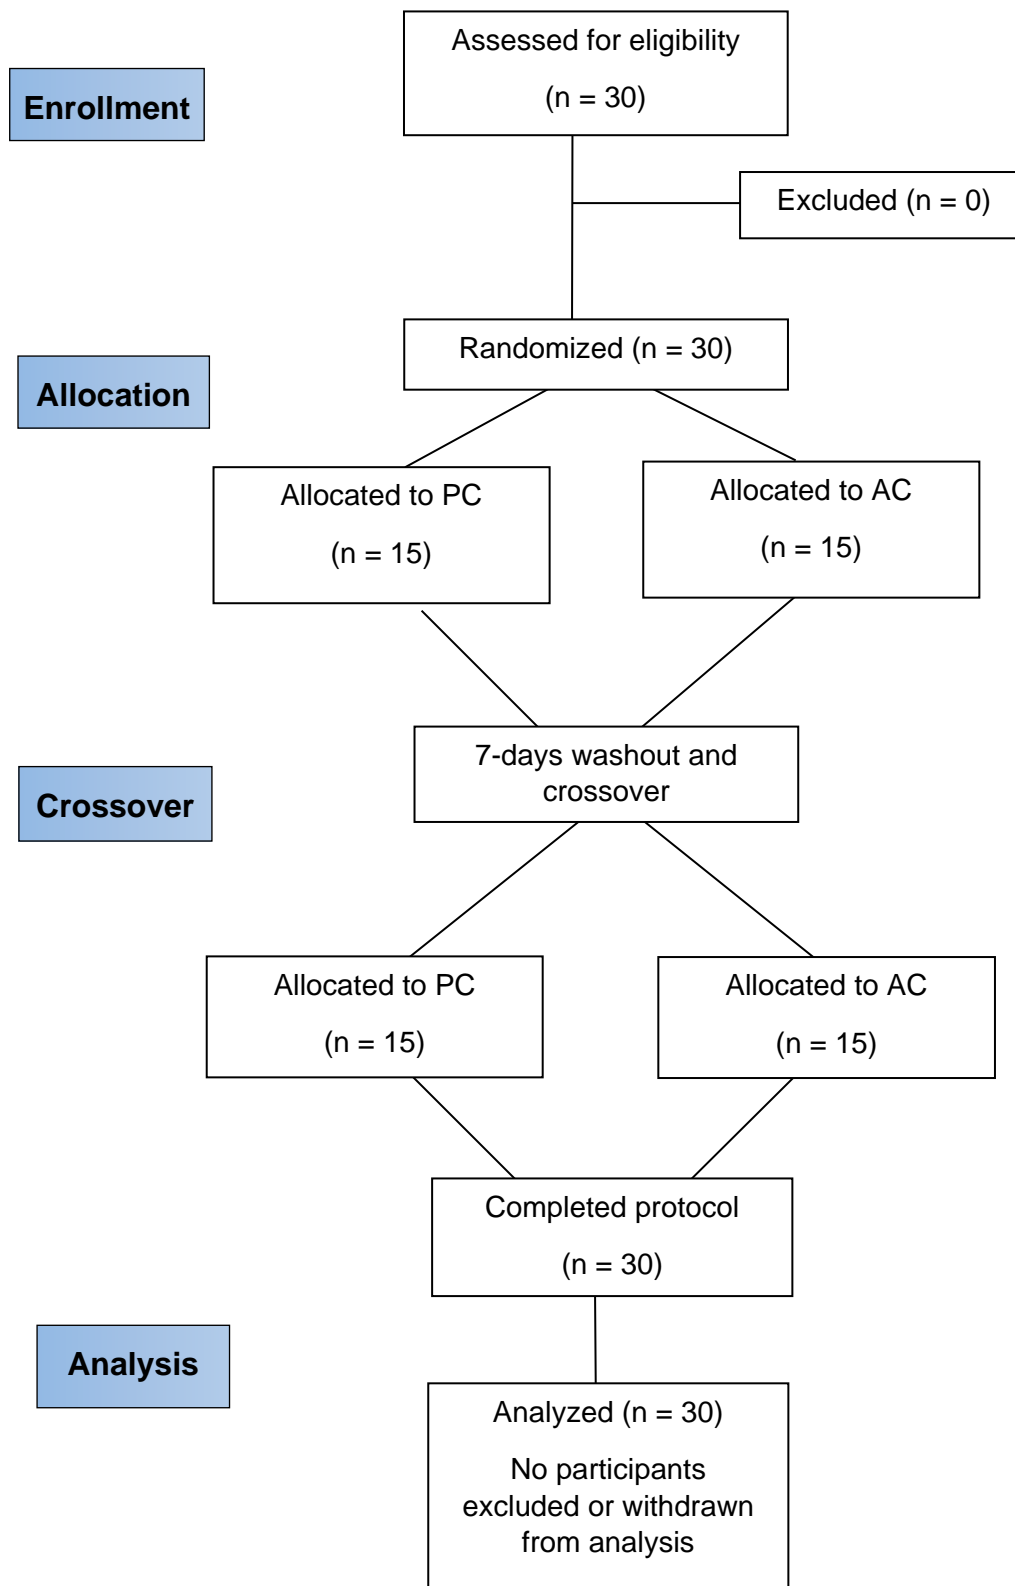 Assessed for eligibility
(n = 30)
Enrollment
Excluded (n = 0)
Randomized (n = 30)
Allocation
Allocated to PC
(n = 15)
Allocated to AC
(n = 15)
7-days washout and
crossover
Crossover
Allocated to PC
(n = 15)
Allocated to AC
(n = 15)
Completed protocol
(n = 30)
Analysis
Analyzed (n = 30)
No participants
excluded or withdrawn
from analysis